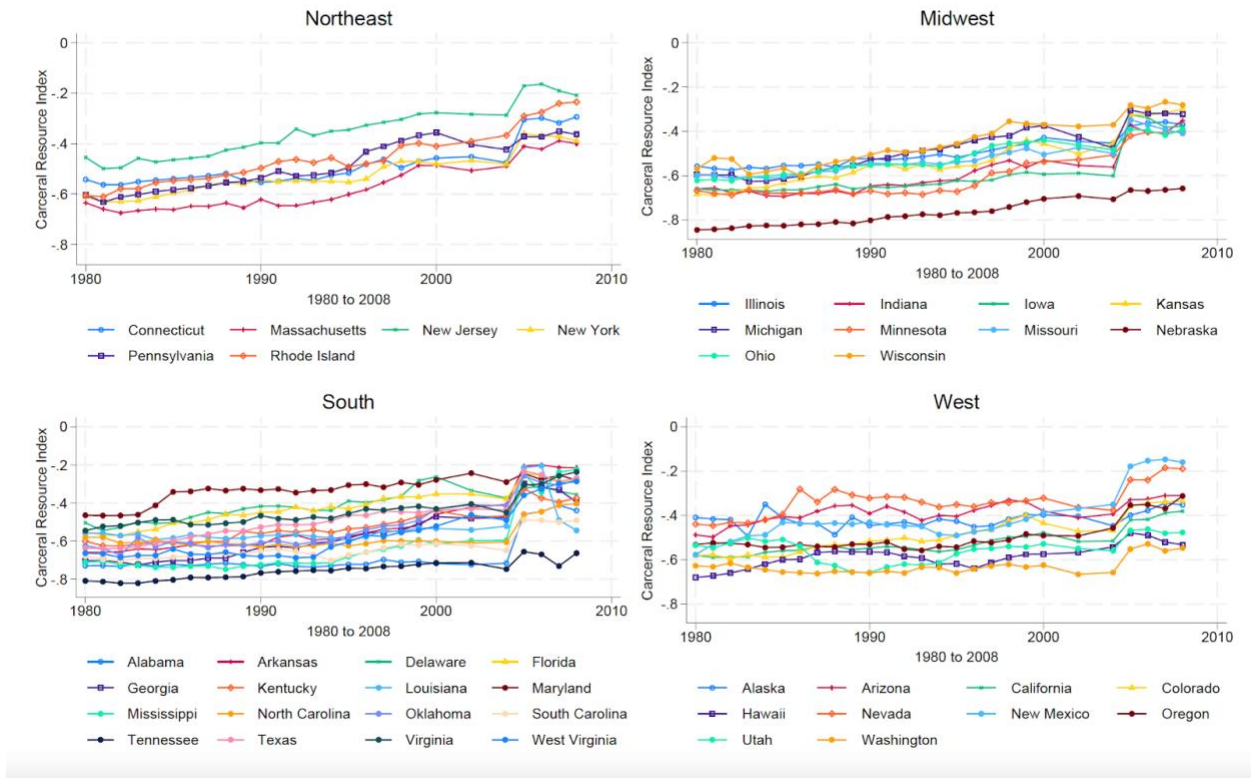 Northeast
0
-.2
-.4
-.6
-.8
Carceral Resource Index
1980 1990 2000 2010
1980 to 2008
Connecticut Massachusetts New Jersey New York
Pennsylvania Rhode Island
Midwest
0
-.2
-.4
-.6
-.8
Carceral Resource Index
1980 1990 2000 2010
1980 to 2008
Illinois Indiana Iowa Kansas
Michigan Minnesota Missouri Nebraska
Ohio Wisconsin
South
0
-.2
-.4
-.6
-.8
Carceral Resource Index
1980 1990 2000 2010
1980 to 2008
Alabama Arkansas Delaware Florida
Georgia Kentucky Louisiana Maryland
Mississippi North Carolina Oklahoma South Carolina
Tennessee Texas Virginia West Virginia
West
0
-.2
-.4
-.6
-.8
Carceral Resource Index
1980 1990 2000 2010
1980 to 2008
Alaska Arizona California Colorado
Hawaii Nevada New Mexico Oregon
Utah Washington